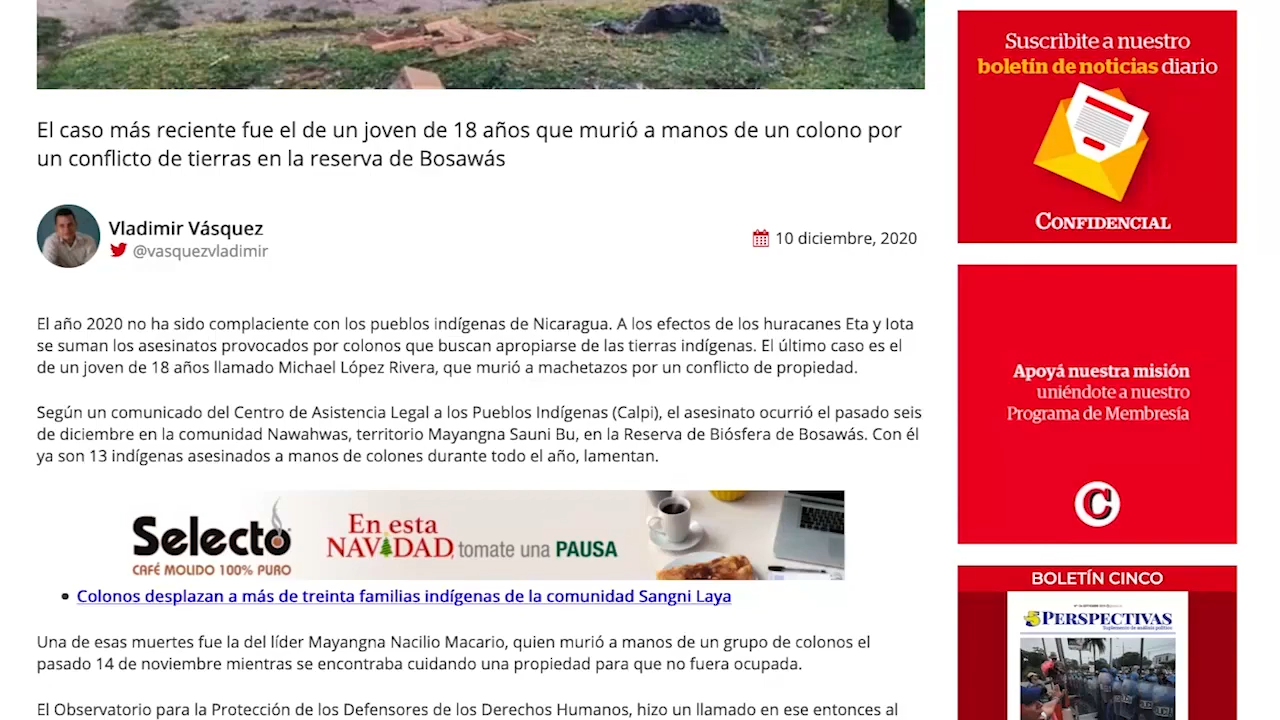 El caso más reciente fue el de un joven de 18 años que murió a manos de un colono por
un conflicto de tierras en la reserva de Bosawás
Vladimir Vásquez
@vasquezvladimir
10 diciembre, 2020
El año 2020 no ha sido complaciente con los pueblos indígenas de Nicaragua. A los efectos de los huracanes Eta y Iota
se suman los asesinatos provocados por colonos que buscan apropiarse de las tierras indígenas. El último caso es el
de un joven de 18 años llamado Michael López Rivera, que murió a machetazos por un conflicto de propiedad.
Según un comunicado del Centro de Asistencia Legal a los Pueblos Indígenas (Calpi), el asesinato ocurrió el pasado seis
de diciembre en la comunidad Nawahwas, territorio Mayangna Sauni Bu, en la Reserva de Biósfera de Bosawás. Con él
ya son 13 indígenas asesinados a manos de colones durante todo el año, lamentan.
Selecto
CAFÉ MOLIDO 100% PURO
En esta
NAVIDAD, tomate una PAUSA
Colonos desplazan a más de treinta familias indígenas de la comunidad Sangni Laya
Una de esas muertes fue la del líder Mayangna Nacilio Macario, quien murió a manos de un grupo de colonos el
pasado 14 de noviembre mientras se encontraba cuidando una propiedad para que no fuera ocupada.
El Observatorio para la Protección de los Defensores de los Derechos Humanos, hizo un llamado en ese entonces al
Suscribite a nuestro
boletín de noticias diario
CONFIDENCIAL
Apoyá nuestra misión
uniéndote a nuestro
Programa de Membresía
C
BOLETÍN CINCO
5 PERSPECTIVAS